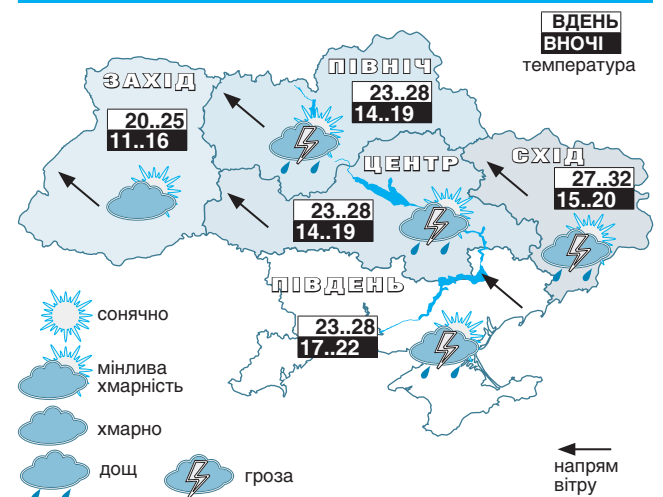 ВДЕНЬ
ВНОЧІ
температура
ЗАХІД
20..25
11..16
ПІВНІЧ
23..28
14..19
ЦЕНТР
23..28
14..19
СХІД
27..32
15..20
ПІВДЕНЬ
23..28
17..22
сонячно
мінлива
хмарність
хмарно
дощ
гроза
напрям
вітру